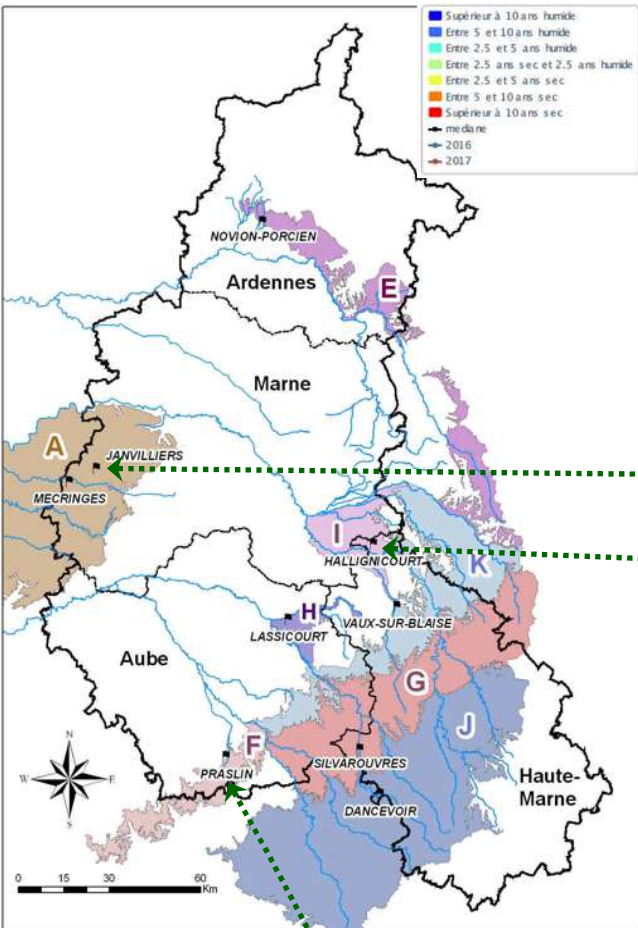 Supérieur à 10 ans humide
Entre 5 et 10 ans humide
Entre 2.5 et 5 ans humide
Entre 2.5 ans sec et 2.5 ans humide
Entre 2.5 et 5 ans sec
Entre 5 et 10 ans sec
Supérieur à 10 ans sec
mediane
2016
2017
NOVION-PORCIEN
Ardennes
E
Marne
A
JANVILLIERS
MECRINGES
I
HALLIGNICOURT
K
H
VAUX-SUR-BLAISE
LASSICOURT
Aube
G
F
J
SILVAROUVRES
PRASLIN
Haute-
Marne
DANCEVOIR
N
W
E
S
0 15 30 60
Km